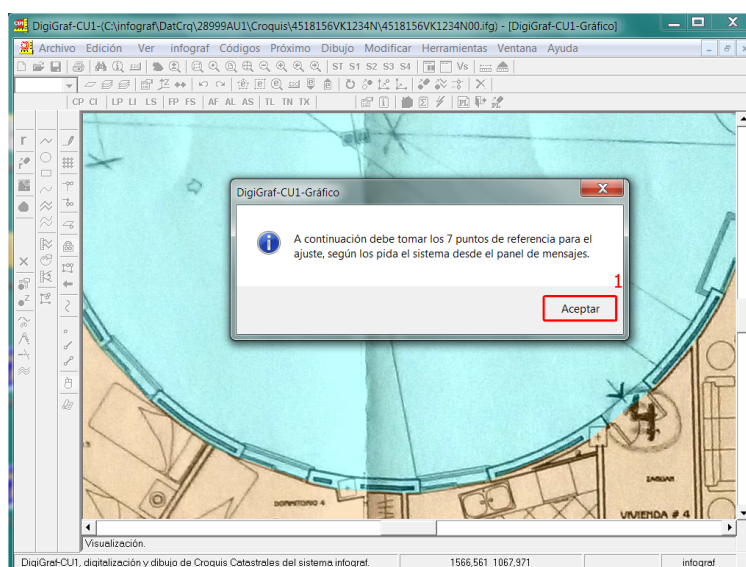 DigiGraf-CU1-(C:\infograf\DatCrq\28999AU1\Croquis\4518156VK1234N\4518156VK1234N00.ifg) - [DigiGraf-CU1-Gráfico]
Archivo Edición Ver infograf Códigos Próximo Dibujo Modificar Herramientas Ventana Ayuda
ST S1 S2 S3 S4 Vs
CP CI LP LI LS FP FS AF AL AS TL TN TX
DigiGraf-CU1-Gráfico
A continuación debe tomar los 7 puntos de referencia para el
ajuste, según los pida el sistema desde el panel de mensajes.
1
Aceptar
4
ZAGUAN
DORMITORIO 4
VIVIENDA # 4
Visualización.
DigiGraf-CU1, digitalización y dibujo de Croquis Catastrales del sistema infograf. 1566,561 1067,971 infograf